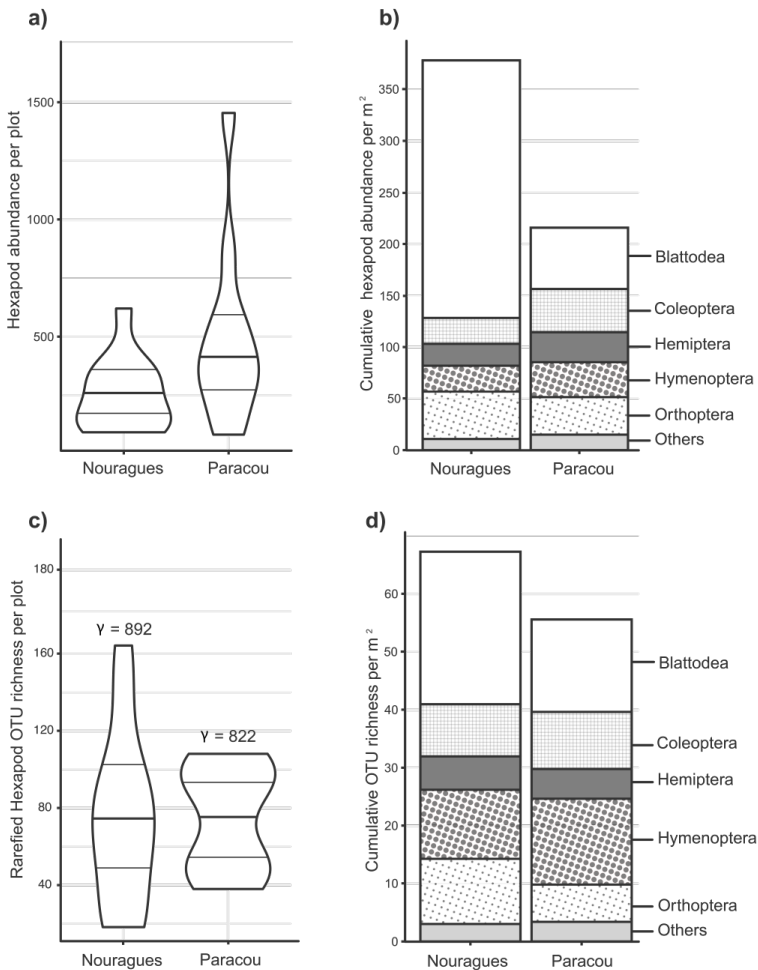 a)
Hexapod abundance per plot
1500
1000
500
Nouragues
Paracou
b)
Cumulative hexapod abundance per m²
350
300
250
200
150
100
50
0
Nouragues
Paracou
Blattodea
Coleoptera
Hemiptera
Hymenoptera
Orthoptera
Others
c)
Rarefied Hexapod OTU richness per plot
180
160
120
80
40
γ = 892
γ = 822
Nouragues
Paracou
d)
Cumulative OTU richness per m²
60
50
40
30
20
10
0
Nouragues
Paracou
Blattodea
Coleoptera
Hemiptera
Hymenoptera
Orthoptera
Others